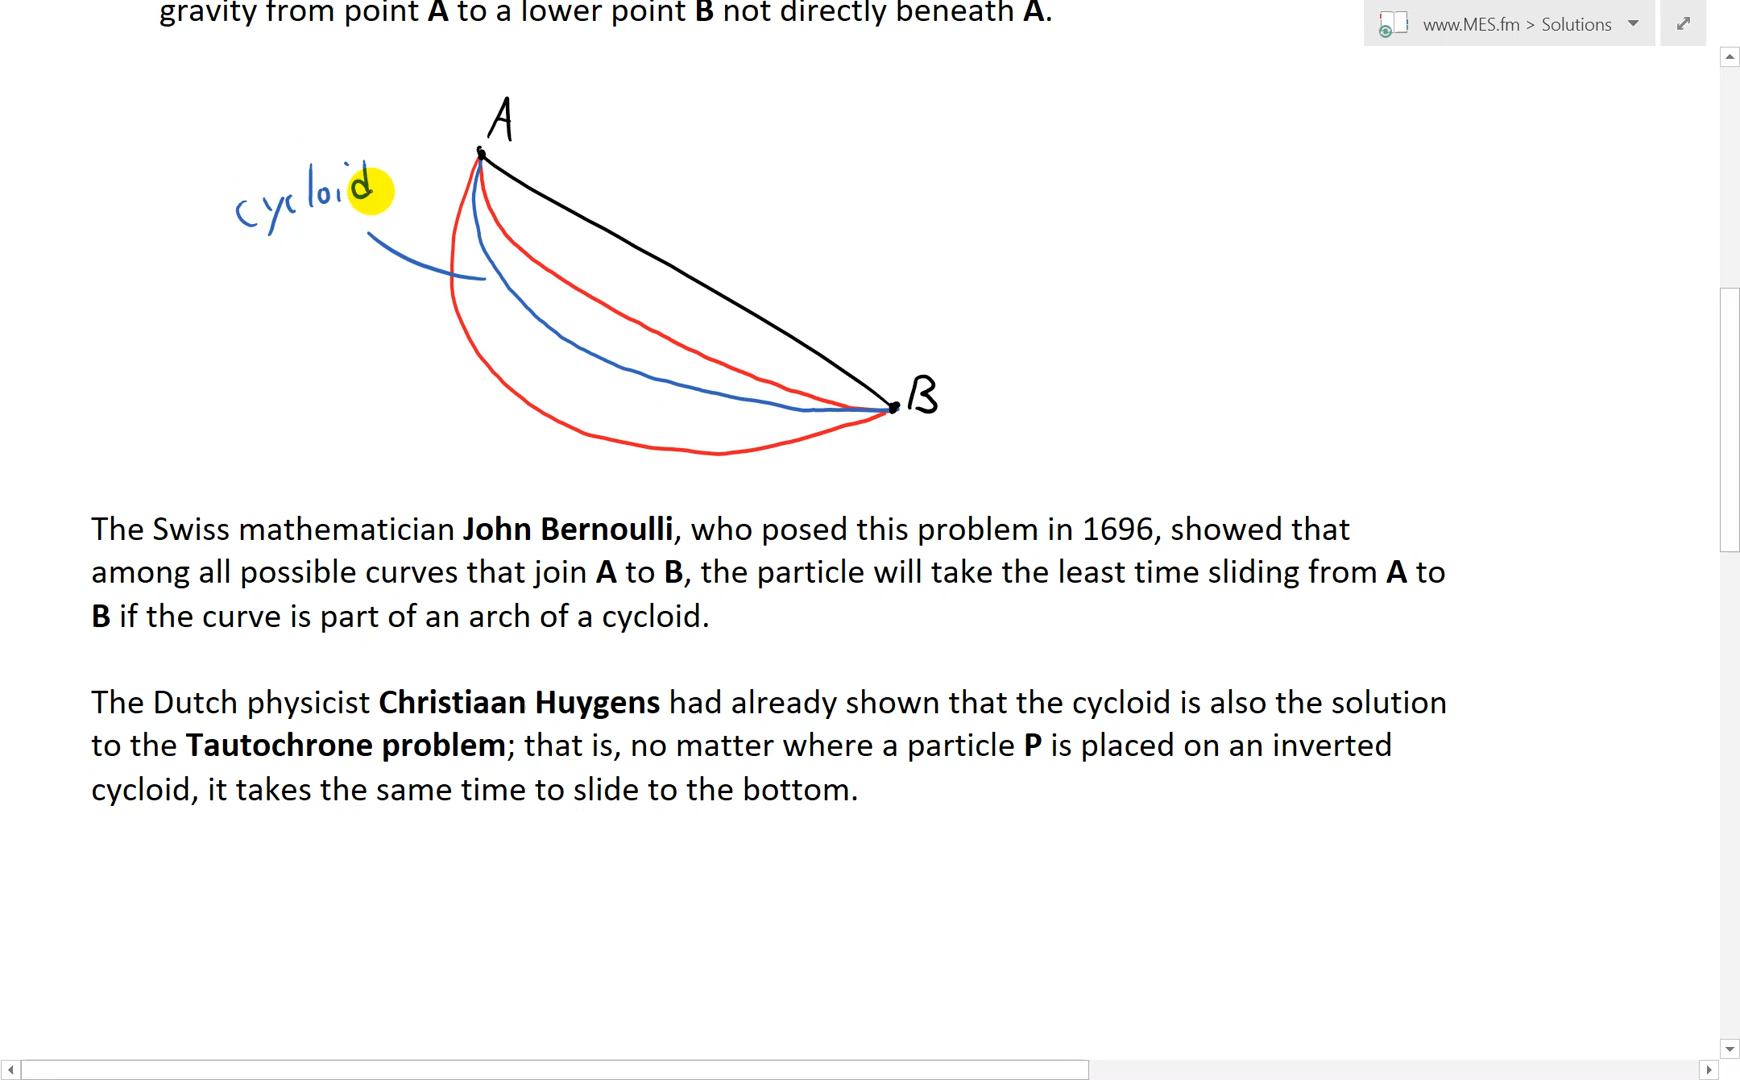 gravity from point A to a lower point B not directly beneath A.
www.MES.fm > Solutions
A
cycloid
B
The Swiss mathematician John Bernoulli, who posed this problem in 1696, showed that
among all possible curves that join A to B, the particle will take the least time sliding from A to
B if the curve is part of an arch of a cycloid.
The Dutch physicist Christiaan Huygens had already shown that the cycloid is also the solution
to the Tautochrone problem; that is, no matter where a particle P is placed on an inverted
cycloid, it takes the same time to slide to the bottom.